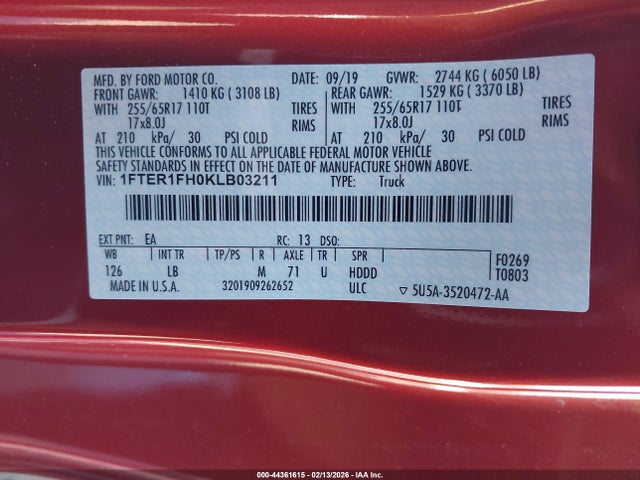 MFD. BY FORD MOTOR CO. DATE: 09/19 GVWR: 2744 KG ( 6050 LB)
FRONT GAWR: 1410 KG ( 3108 LB) REAR GAWR: 1529 KG ( 3370 LB)
WITH 255/65R17 110T TIRES WITH 255/65R17 110T TIRES
17x8.0J RIMS 17x8.0J RIMS
AT 210 kPa/ 30 PSI COLD AT 210 kPa/ 30 PSI COLD
THIS VEHICLE CONFORMS TO ALL APPLICABLE FEDERAL MOTOR VEHICLE
SAFETY STANDARDS IN EFFECT ON THE DATE OF MANUFACTURE SHOWN ABOVE.
VIN: 1FTER1FH0KLB03211 TYPE: Truck
EXT PNT: EA RC: 13 DSO:
WB INT TR TP/PS R AXLE TR SPR F0269
126 LB M 71 U HDDD T0803
MADE IN U.S.A. 3201909262652 ULC ▽ 5U5A-3520472-AA
000-44361615 - 02/13/2026 - IAAI.CA